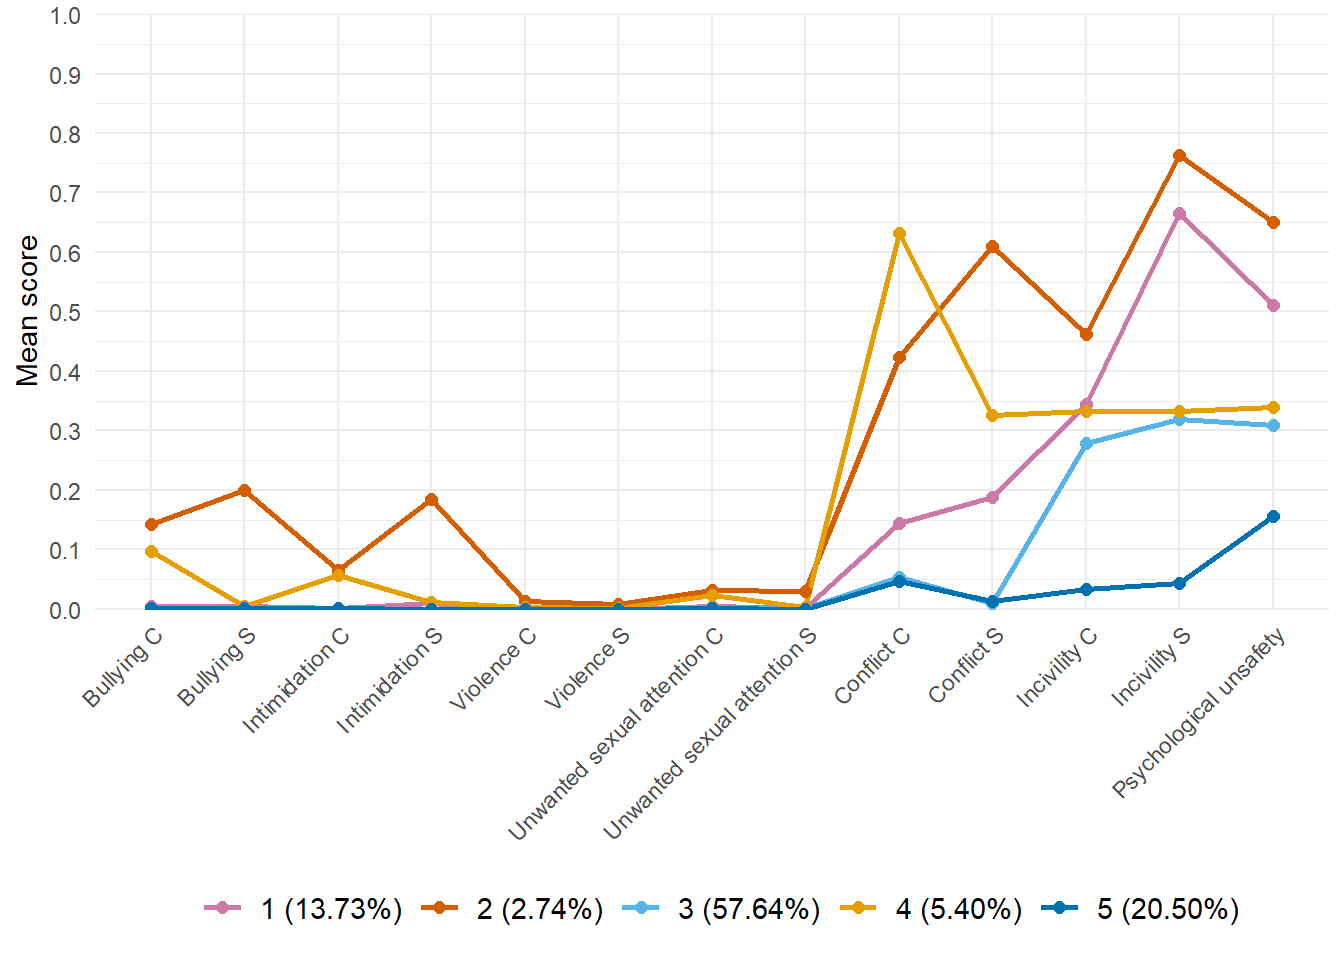 1.0
0.9
0.8
0.7
0.6
0.5
0.4
0.3
0.2
0.1
0.0
Mean score
Bullying C
Bullying S
Intimidation C
Intimidation S
Violence C
Violence S
Unwanted sexual attention C
Unwanted sexual attention S
Conflict C
Conflict S
Incivility C
Incivility S
Psychological unsafety
1 (13.73%) 2 (2.74%) 3 (57.64%) 4 (5.40%) 5 (20.50%)